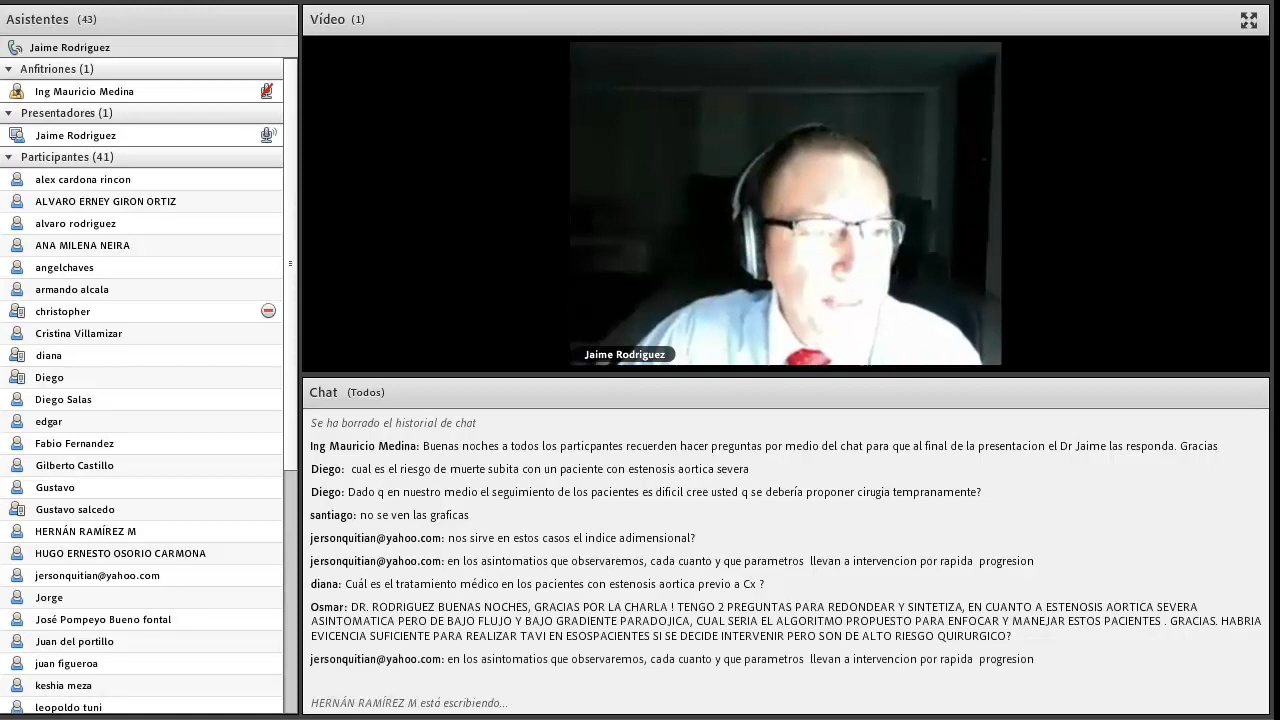 Asistentes (43)
Jaime Rodriguez
Anfitriones (1)
Ing Mauricio Medina
Presentadores (1)
Jaime Rodriguez
Participantes (41)
alex cardona rincon
ALVARO ERNEY GIRON ORTIZ
alvaro rodriguez
ANA MILENA NEIRA
angelchaves
armando alcala
christopher
Cristina Villamizar
diana
Diego
Diego Salas
edgar
Fabio Fernandez
Gilberto Castillo
Gustavo
Gustavo salcedo
HERNÁN RAMÍREZ M
HUGO ERNESTO OSORIO CARMONA
jersonquitian@yahoo.com
Jorge
José Pompeyo Bueno fontal
Juan del portillo
juan figueroa
keshia meza
leopoldo tuni
Vídeo (1)
Jaime Rodriguez
Chat (Todos)
Se ha borrado el historial de chat
Ing Mauricio Medina: Buenas noches a todos los particpantes recuerden hacer preguntas por medio del chat para que al final de la presentacion el Dr Jaime las responda. Gracias
Diego: cual es el riesgo de muerte subita con un paciente con estenosis aortica severa
Diego: Dado q en nuestro medio el seguimiento de los pacientes es dificil cree usted q se debería proponer cirugia tempranamente?
santiago: no se ven las graficas
jersonquitian@yahoo.com: nos sirve en estos casos el indice adimensional?
jersonquitian@yahoo.com: en los asintomatios que observaremos, cada cuanto y que parametros llevan a intervencion por rapida progresion
diana: Cuál es el tratamiento médico en los pacientes con estenosis aortica previo a Cx ?
Osmar: DR. RODRIGUEZ BUENAS NOCHES, GRACIAS POR LA CHARLA ! TENGO 2 PREGUNTAS PARA REDONDEAR Y SINTETIZA, EN CUANTO A ESTENOSIS AORTICA SEVERA
ASINTOMATICA PERO DE BAJO FLUJO Y BAJO GRADIENTE PARADOJICA, CUAL SERIA EL ALGORITMO PROPUESTO PARA ENFOCAR Y MANEJAR ESTOS PACIENTES . GRACIAS. HABRIA
EVICENCIA SUFICIENTE PARA REALIZAR TAVI EN ESOSPACIENTES SI SE DECIDE INTERVENIR PERO SON DE ALTO RIESGO QUIRURGICO?
jersonquitian@yahoo.com: en los asintomatios que observaremos, cada cuanto y que parametros llevan a intervencion por rapida progresion
HERNÁN RAMÍREZ M está escribiendo...